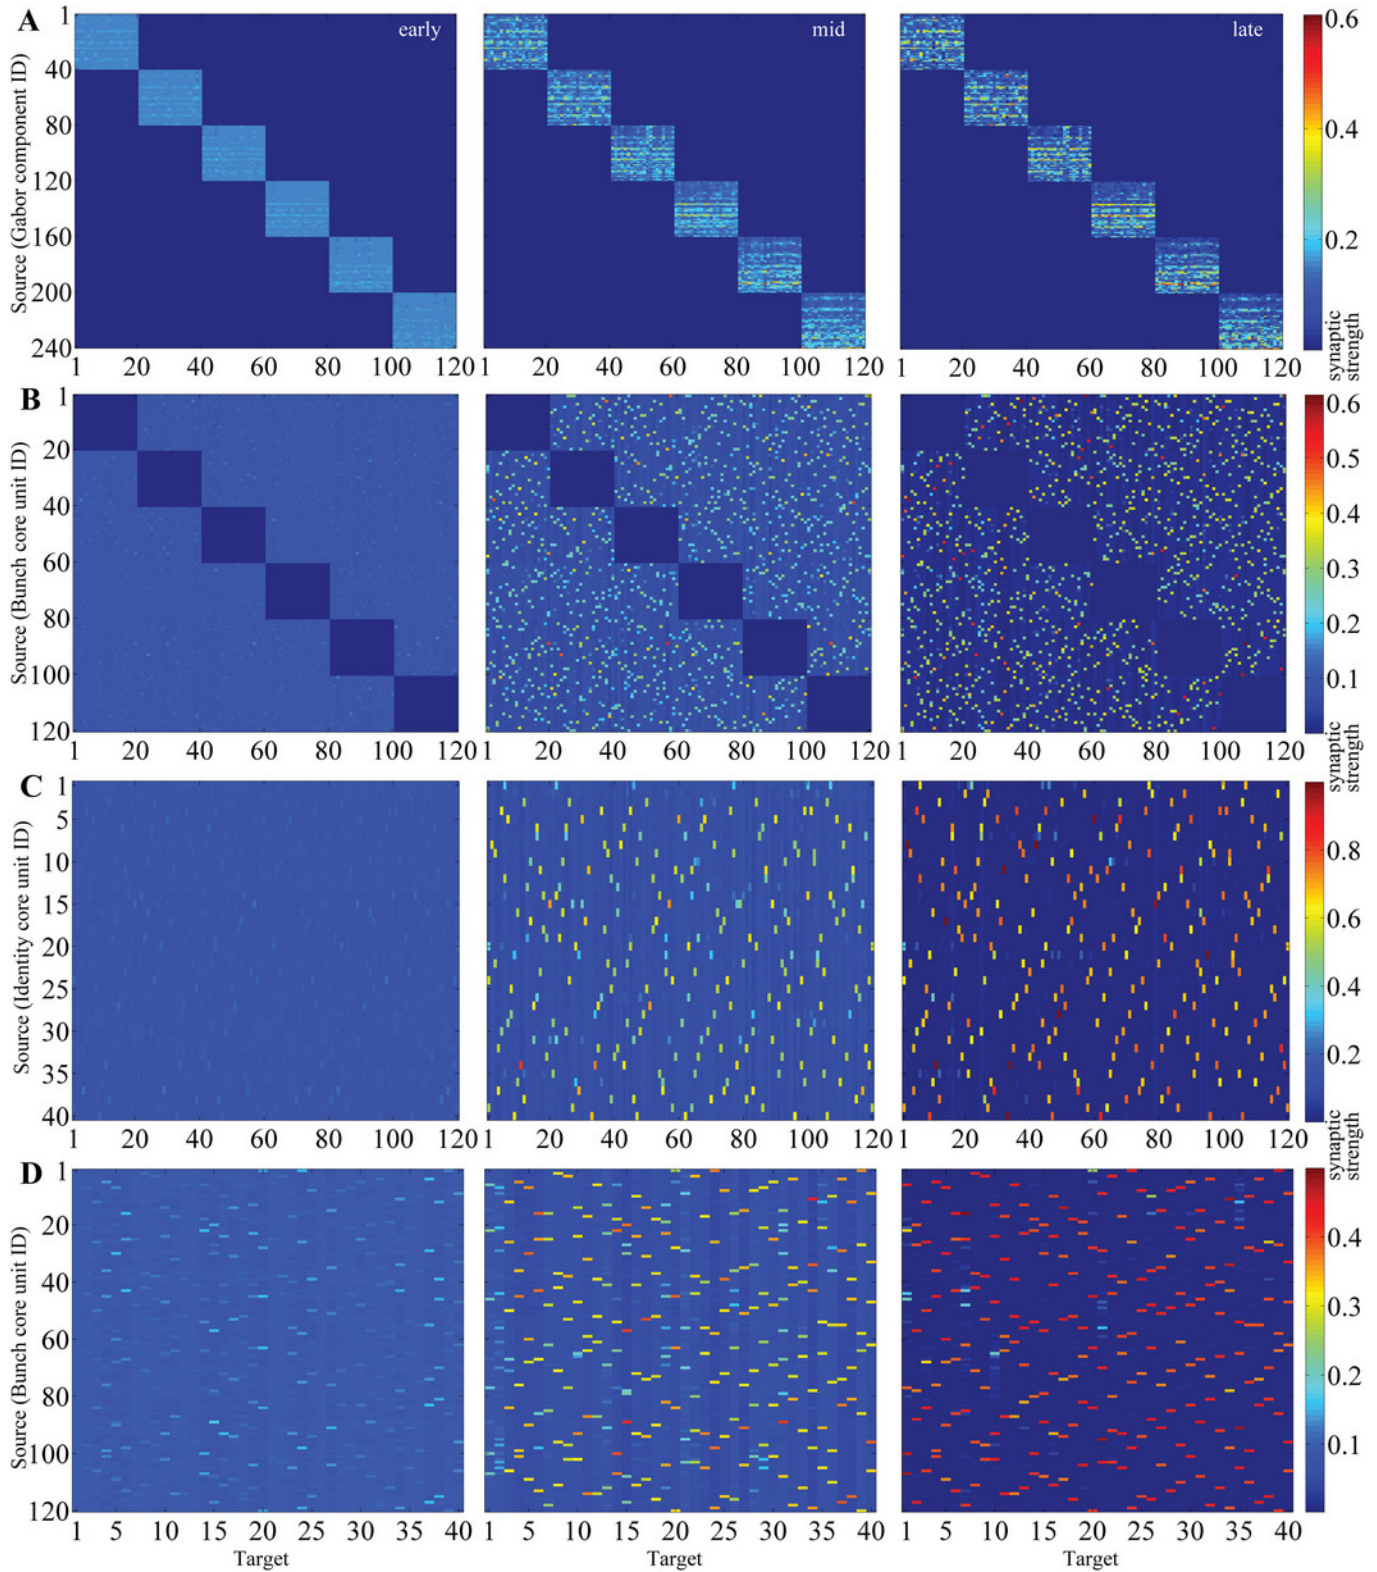 A
early
mid
late
Source (Gabor component ID)
1
40
80
120
160
200
240
1 20 40 60 80 100 120
1 20 40 60 80 100 120
1 20 40 60 80 100 120
0.6
0.4
0.2
synaptic
strength
B
Source (Bunch core unit ID)
1
20
40
60
80
100
120
1 20 40 60 80 100 120
1 20 40 60 80 100 120
1 20 40 60 80 100 120
0.6
0.5
0.4
0.3
0.2
0.1
synaptic
strength
C
Source (Identity core unit ID)
1
5
10
15
20
25
30
35
40
1 20 40 60 80 100 120
1 20 40 60 80 100 120
1 20 40 60 80 100 120
0.8
0.6
0.4
0.2
synaptic
strength
D
Source (Bunch core unit ID)
1
20
40
60
80
100
120
1 5 10 15 20 25 30 35 40
1 5 10 15 20 25 30 35 40
1 5 10 15 20 25 30 35 40
0.4
0.3
0.2
0.1
Target
Target
Target